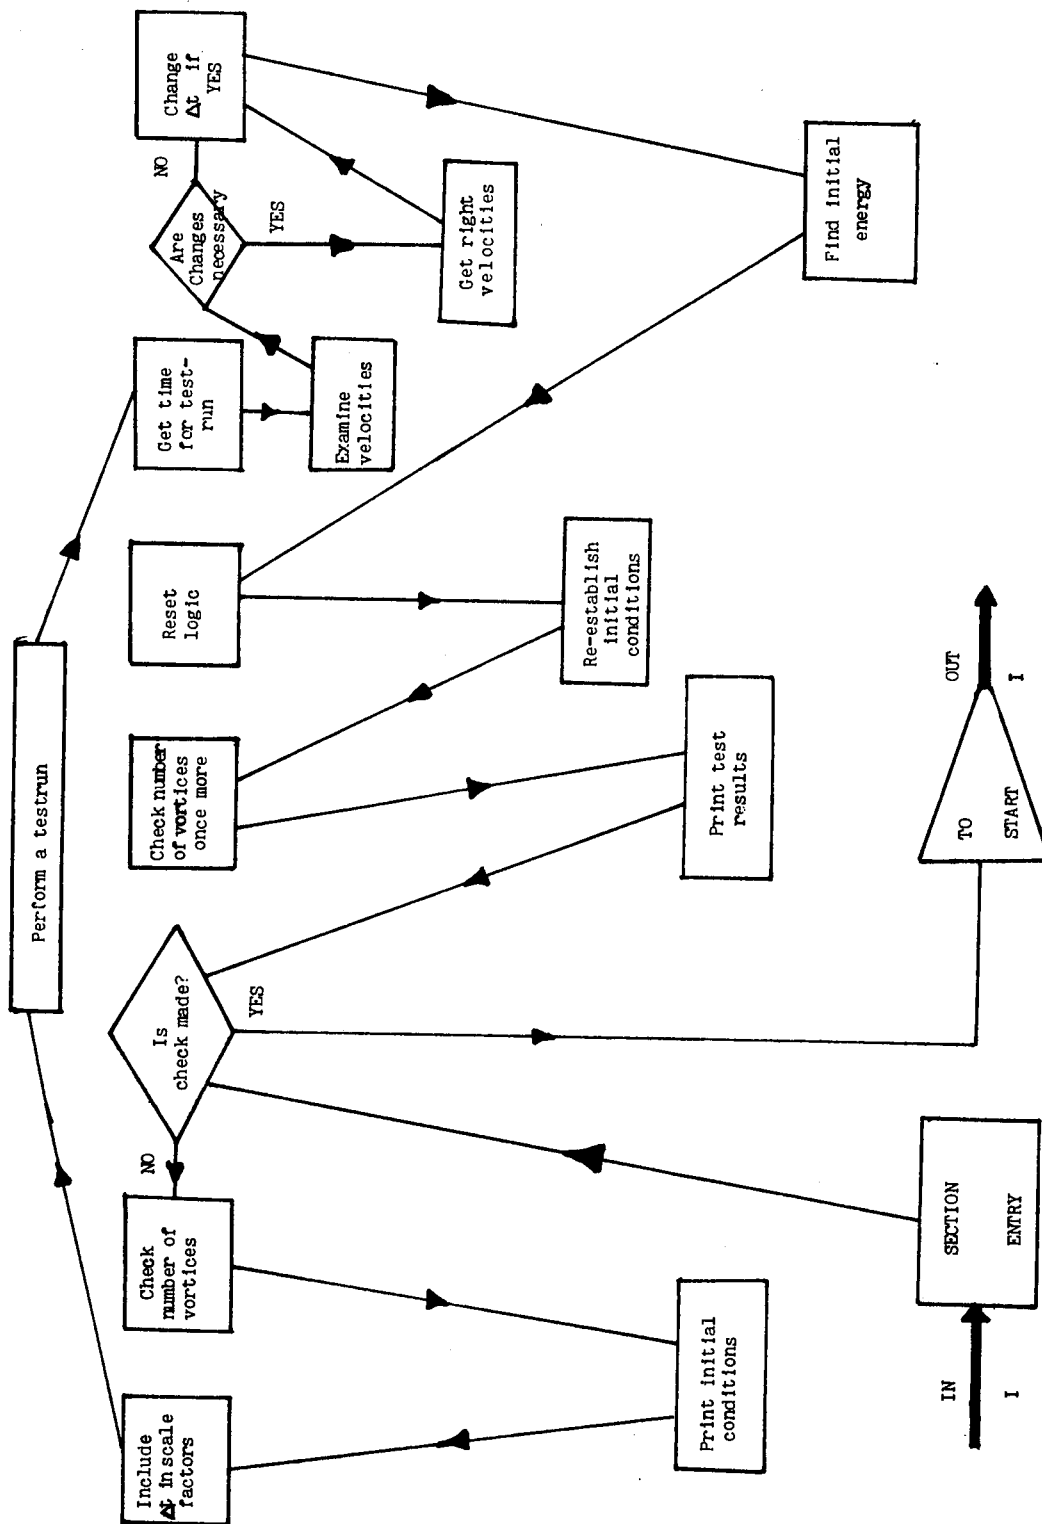 Perform a testrun
Include
Δt in scale
factors
Check
number of
vortices
NO
Is
check made?
YES
Check number
of vortices
once more
Reset
logic
Get time
for test-
run
Examine
velocities
Are
Changes
necessary
NO
YES
Change
Δt if
YES
Get right
velocities
Re-establish
initial
conditions
Print initial
conditions
Print test
results
Find initial
energy
IN
I
SECTION
ENTRY
TO
START
OUT
I